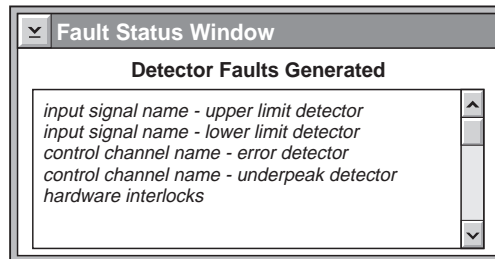 Fault Status Window
Detector Faults Generated
input signal name - upper limit detector
input signal name - lower limit detector
control channel name - error detector
control channel name - underpeak detector
hardware interlocks